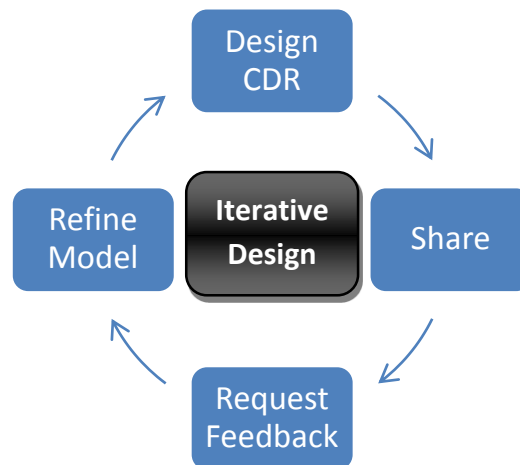 Design
CDR
Share
Request
Feedback
Refine
Model
Iterative
Design